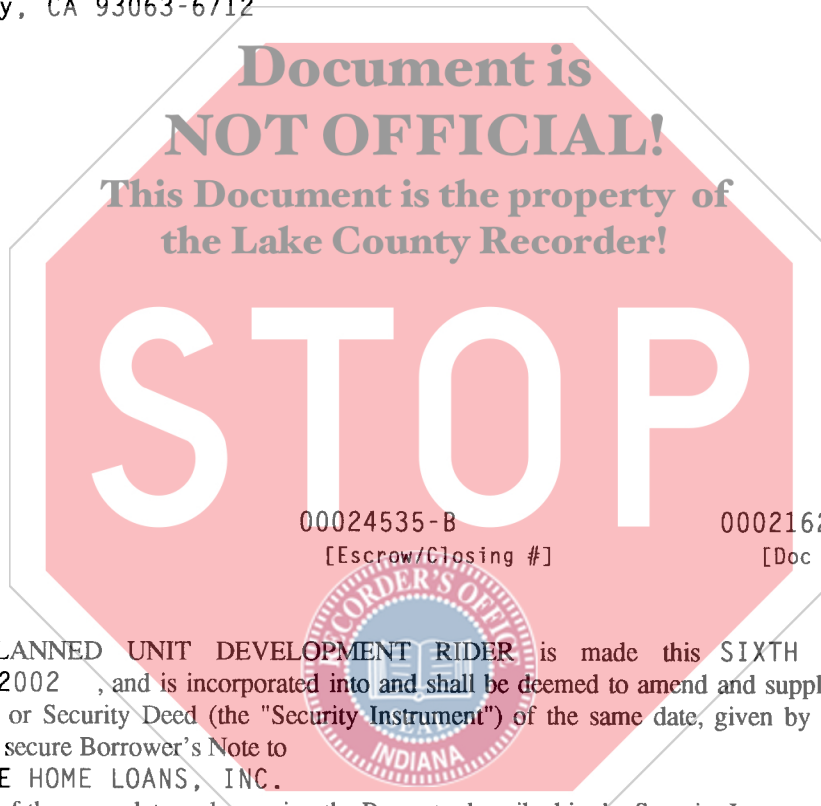 y, CA 93063-6712
Document is
NOT OFFICIAL!
This Document is the property of
the Lake County Recorder!
STOP
00024535-B 0002162
[Escrow/Closing #] [Doc
RECORDER'S OFFICE
LANNED UNIT DEVELOPMENT RIDER is made this SIXTH
2002 , and is incorporated into and shall be deemed to amend and suppl
or Security Deed (the "Security Instrument") of the same date, given by
secure Borrower's Note to
SEAL
INDIANA
E HOME LOANS, INC.